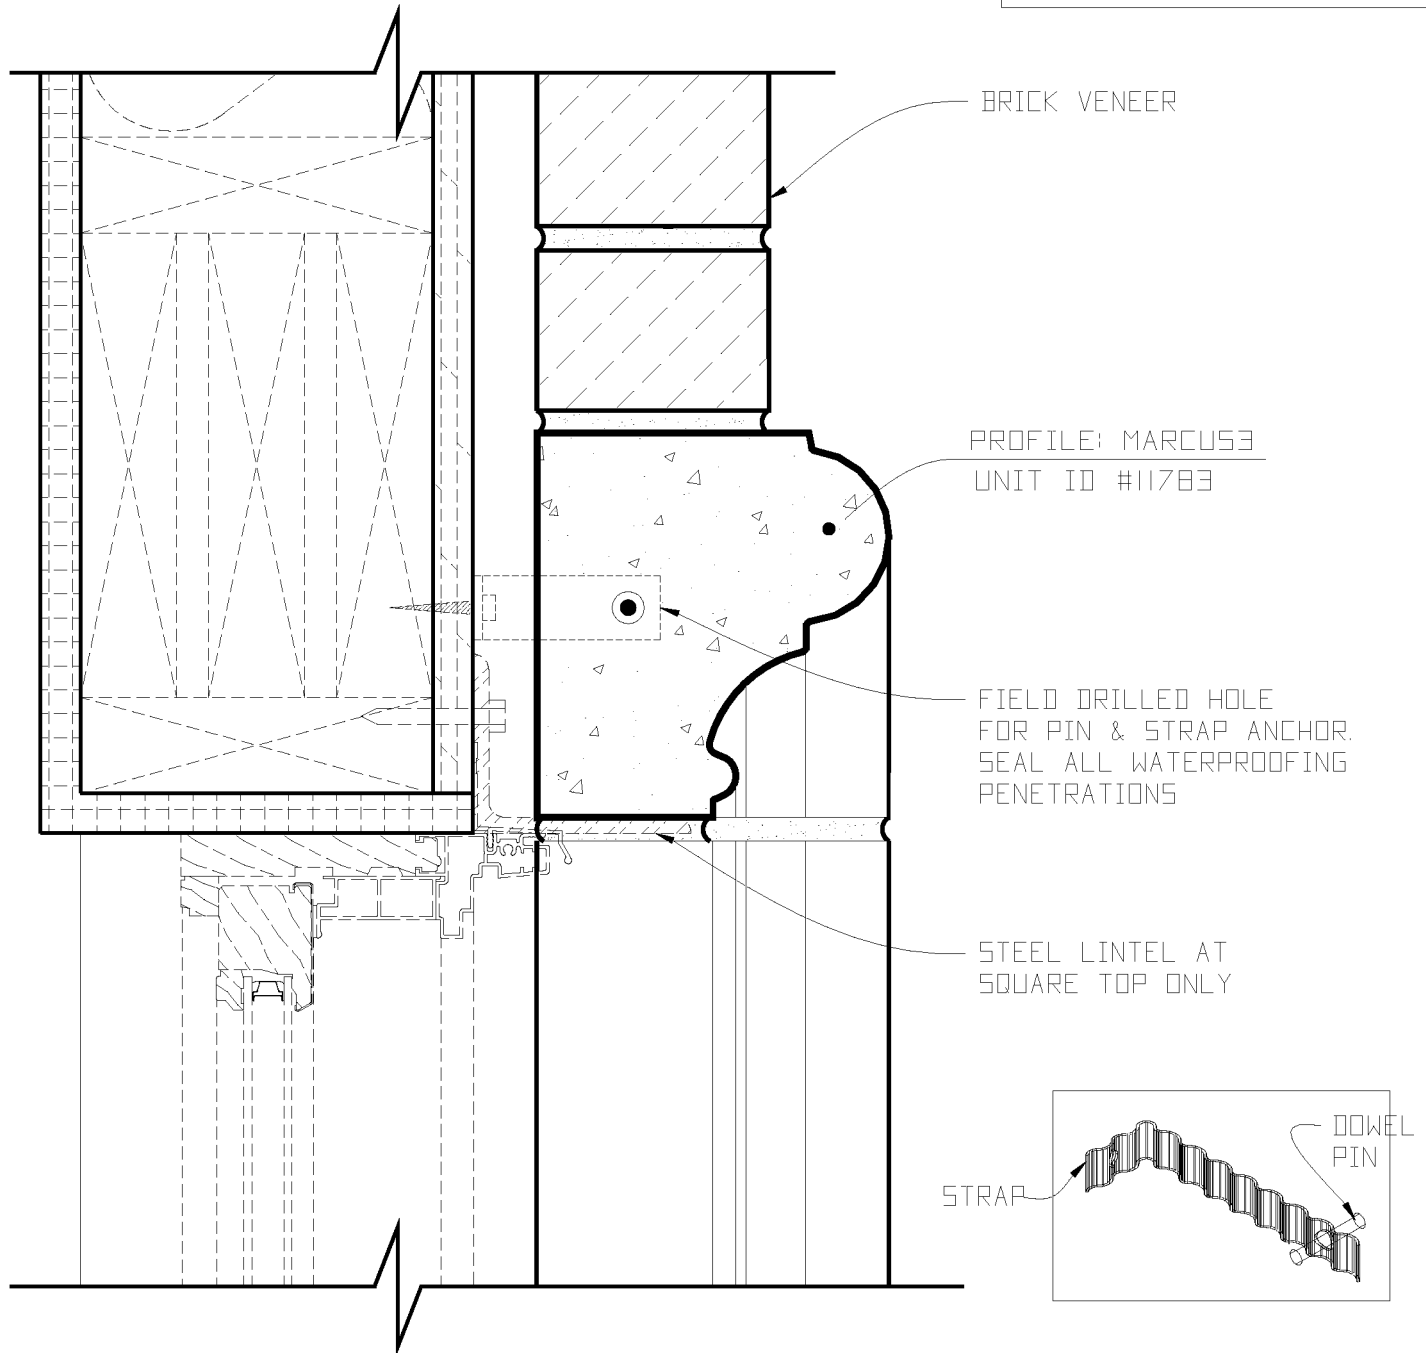 BRICK VENEER
PROFILE: MARCUS3
UNIT ID #11783
FIELD DRILLED HOLE
FOR PIN & STRAP ANCHOR.
SEAL ALL WATERPROOFING
PENETRATIONS
STEEL LINTEL AT
SQUARE TOP ONLY
DOWEL
PIN
STRAP